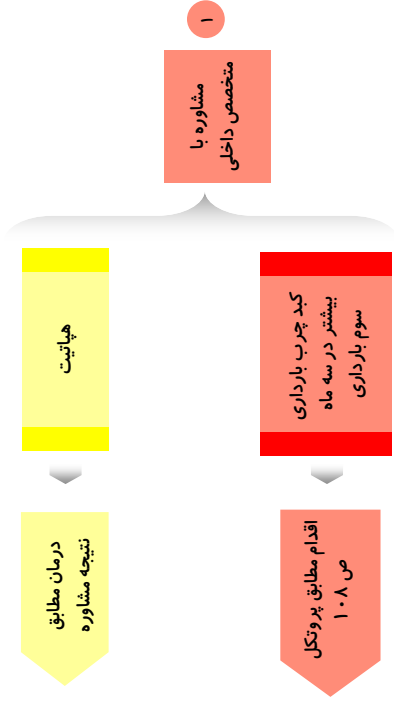 ۱
مشاوره با
متخصص داخلی
کبد چرب بارداری
بیشتر در سه ماه
سوم بارداری
هپاتیت
اقدام مطابق پروتکل
ص ۱۰۸
درمان مطابق
نتیجه مشاوره